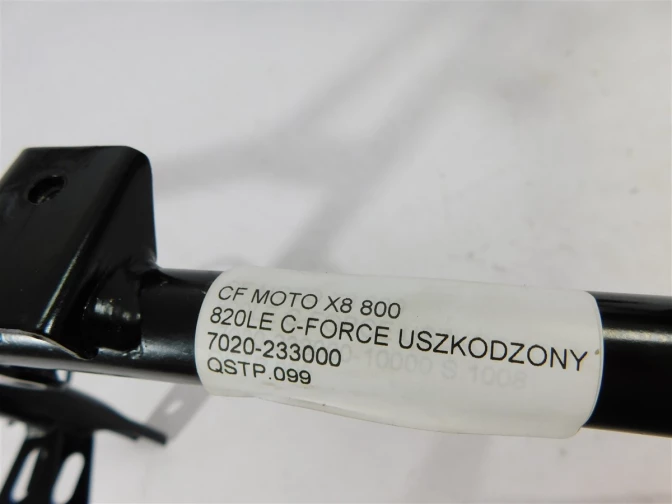 CF MOTO X8 800
820LE C-FORCE USZKODZONY
7020-233000
QSTP.099